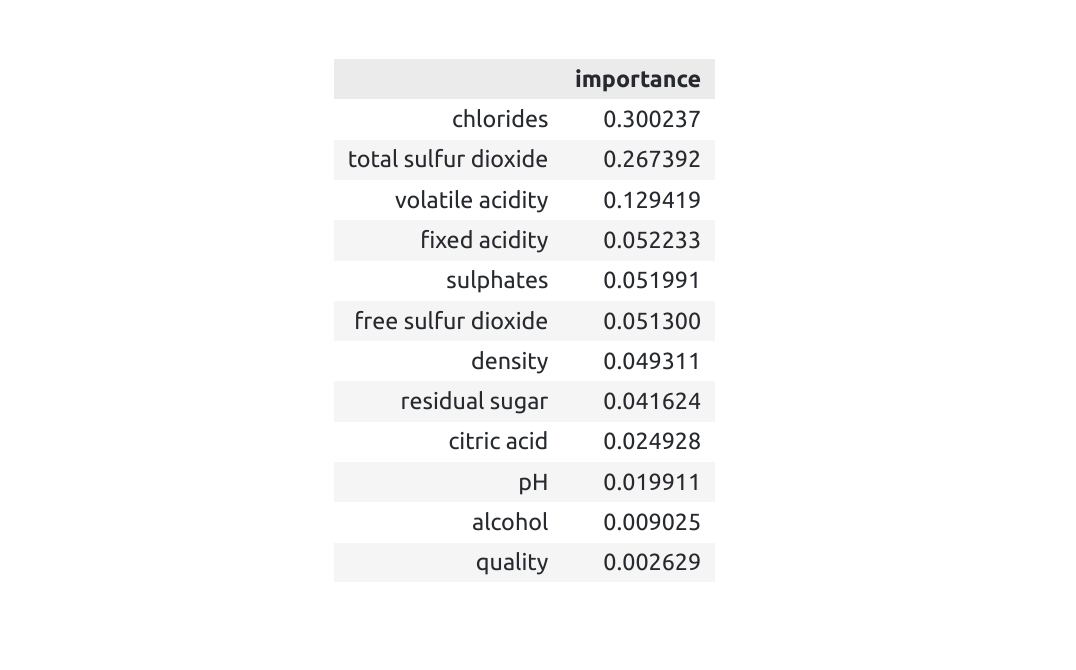 importance
chlorides 0.300237
total sulfur dioxide 0.267392
volatile acidity 0.129419
fixed acidity 0.052233
sulphates 0.051991
free sulfur dioxide 0.051300
density 0.049311
residual sugar 0.041624
citric acid 0.024928
pH 0.019911
alcohol 0.009025
quality 0.002629